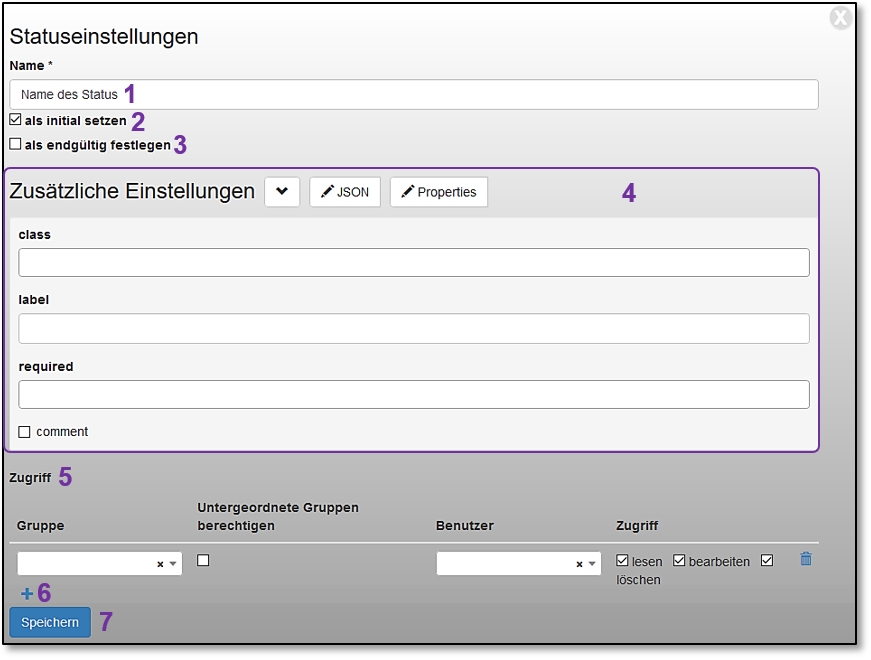 X
Statuseinstellungen
Name *
Name des Status 1
als initial setzen 2
als endgültig festlegen 3
Zusätzliche Einstellungen JSON Properties 4
class
label
required
comment
Zugriff 5
Gruppe Untergeordnete Gruppen berechtigen Benutzer Zugriff
× × lesen bearbeiten
löschen
+ 6
Speichern 7